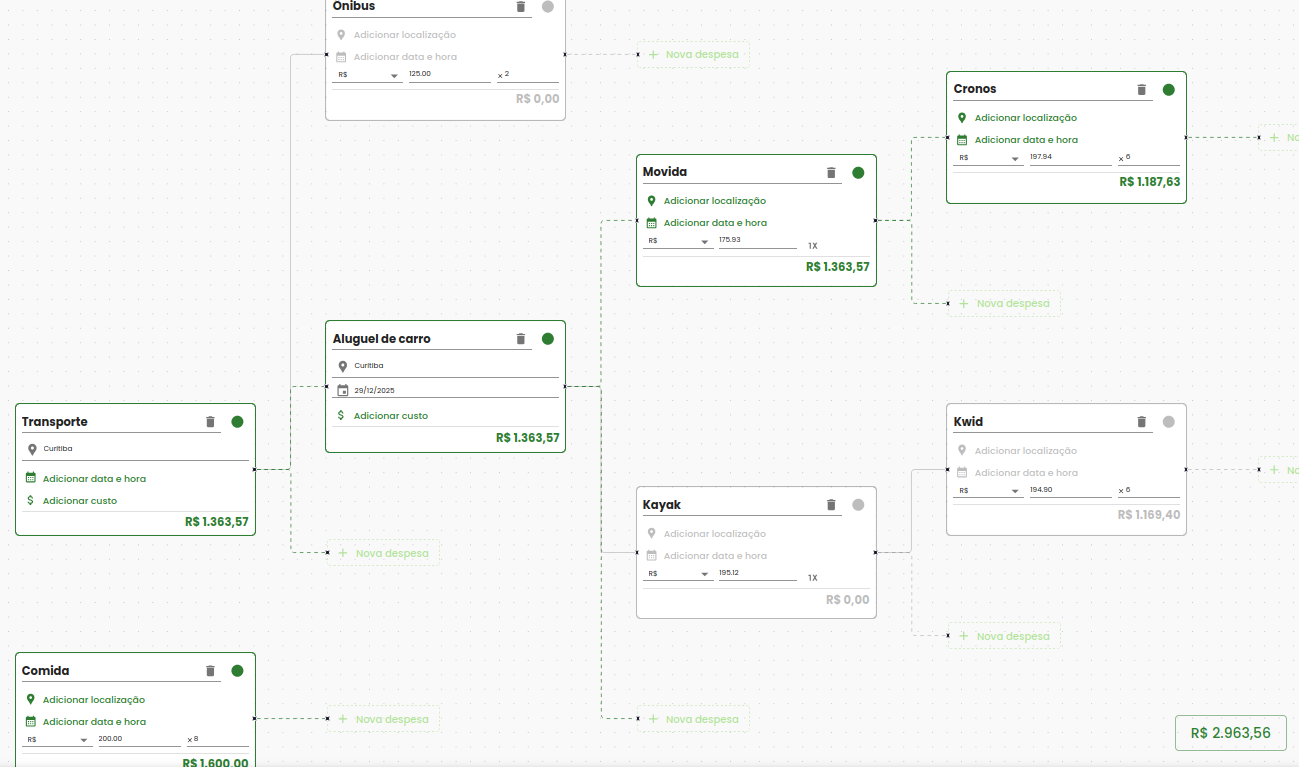 Ônibus
Adicionar localização
Adicionar data e hora
R$ 125.00 × 2
R$ 0,00
+ Nova despesa
Cronos
Adicionar localização
Adicionar data e hora
R$ 197.94 × 6
R$ 1.187,63
+ No
Movida
Adicionar localização
Adicionar data e hora
R$ 175.93 1X
R$ 1.363,57
+ Nova despesa
Aluguel de carro
Curitiba
29/12/2025
$ Adicionar custo
R$ 1.363,57
Transporte
Curitiba
Adicionar data e hora
$ Adicionar custo
R$ 1.363,57
Kwid
Adicionar localização
Adicionar data e hora
R$ 194.90 × 6
R$ 1.169,40
+ No
Kayak
Adicionar localização
Adicionar data e hora
R$ 195.12 1X
R$ 0,00
+ Nova despesa
+ Nova despesa
Comida
Adicionar localização
Adicionar data e hora
R$ 200.00 × 8
R$ 1.600,00
+ Nova despesa
+ Nova despesa
R$ 2.963,56